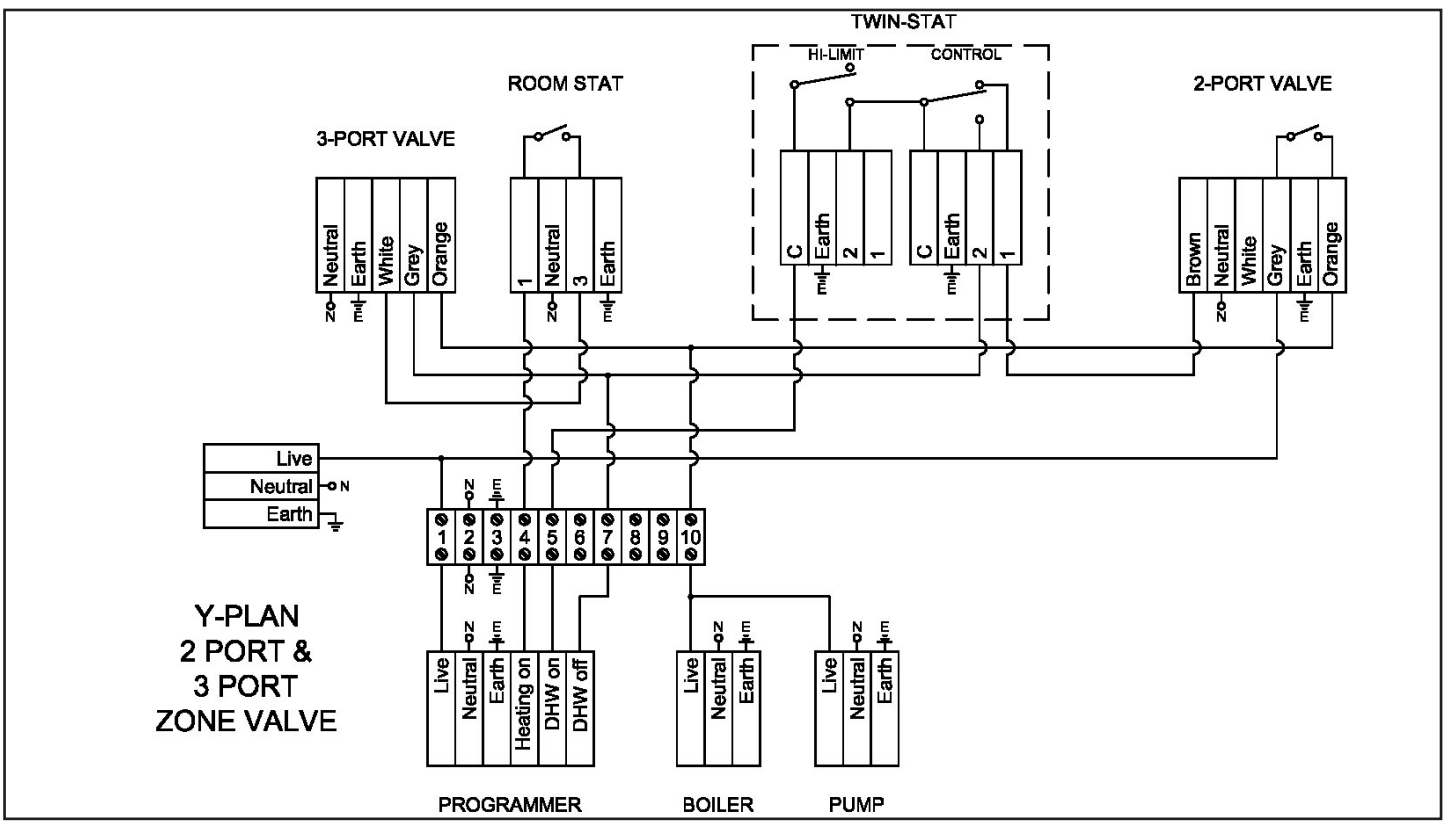 TWIN-STAT
HI-LIMIT
CONTROL
ROOM STAT
2-PORT VALVE
3-PORT VALVE
Neutral
Earth
White
Grey
Orange
N
E
1
Neutral
3
Earth
N
E
C
Earth
2
1
E
C
Earth
2
1
E
Brown
Neutral
White
Grey
Earth
Orange
N
E
Live
Neutral
Earth
N
N
E
1 2 3 4 5 6 7 8 9 10
N
E
Y-PLAN
2 PORT &
3 PORT
ZONE VALVE
N
E
Live
Neutral
Earth
Heating on
DHW on
DHW off
N
E
Live
Neutral
Earth
N
E
Live
Neutral
Earth
PROGRAMMER
BOILER
PUMP